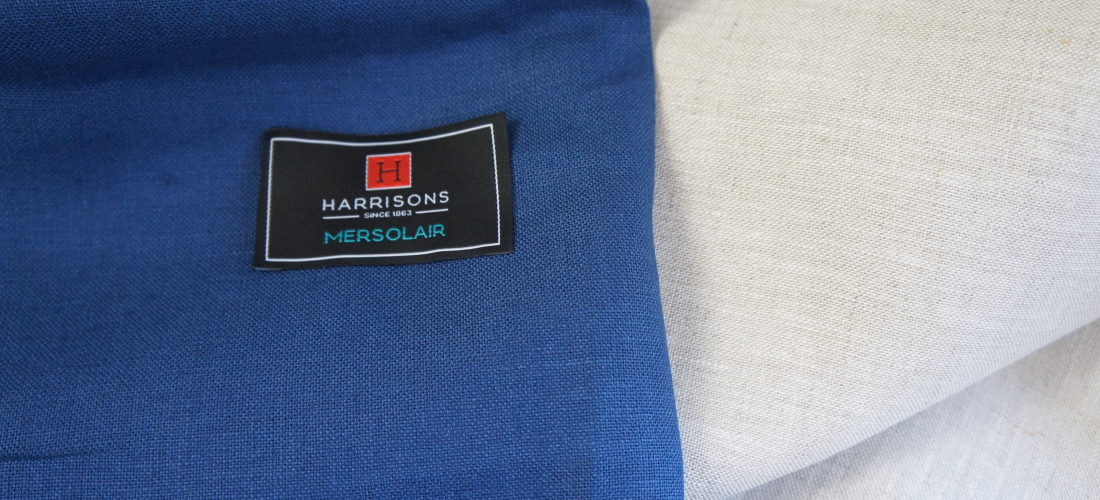 H
HARRISONS
SINCE 1863
MERSOLAIR